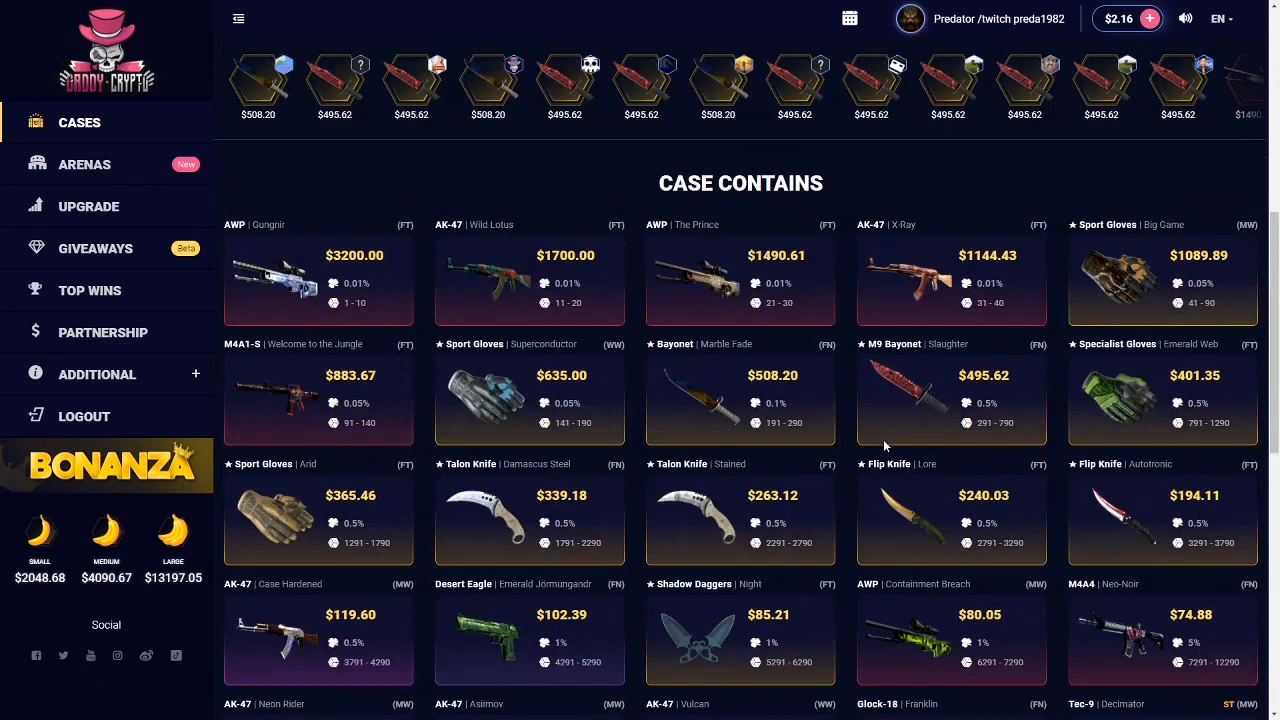 DADDY-CRYPTO
Predator /twitch preda1982
$2.16
EN
CASES
ARENAS New
UPGRADE
GIVEAWAYS Beta
TOP WINS
PARTNERSHIP
$
ADDITIONAL +
LOGOUT
BONANZA
SMALL MEDIUM LARGE
$2048.68 $4090.67 $13197.05
Social
$508.20 $495.62 $495.62 $508.20 $495.62 $495.62 $508.20 $495.62 $495.62 $495.62 $495.62 $495.62 $495.62 $1490.
CASE CONTAINS
AWP | Gungnir (FT) AK-47 | Wild Lotus (FT) AWP | The Prince (FT) AK-47 | X-Ray (FT) ★ Sport Gloves | Big Game (MW)
$3200.00 $1700.00 $1490.61 $1144.43 $1089.89
0.01% 0.01% 0.01% 0.01% 0.05%
1 - 10 11 - 20 21 - 30 31 - 40 41 - 90
M4A1-S | Welcome to the Jungle (FT) ★ Sport Gloves | Superconductor (WW) ★ Bayonet | Marble Fade (FN) ★ M9 Bayonet | Slaughter (FN) ★ Specialist Gloves | Emerald Web (FT)
$883.67 $635.00 $508.20 $495.62 $401.35
0.05% 0.05% 0.1% 0.5% 0.5%
91 - 140 141 - 190 191 - 290 291 - 790 791 - 1290
★ Sport Gloves | Arid (FT) ★ Talon Knife | Damascus Steel (FN) ★ Talon Knife | Stained (FT) ★ Flip Knife | Lore (FT) ★ Flip Knife | Autotronic (FT)
$365.46 $339.18 $263.12 $240.03 $194.11
0.5% 0.5% 0.5% 0.5% 0.5%
1291 - 1790 1791 - 2290 2291 - 2790 2791 - 3290 3291 - 3790
AK-47 | Case Hardened (MW) Desert Eagle | Emerald Jörmungandr (FN) ★ Shadow Daggers | Night (FT) AWP | Containment Breach (MW) M4A4 | Neo-Noir (FN)
$119.60 $102.39 $85.21 $80.05 $74.88
0.5% 1% 1% 1% 5%
3791 - 4290 4291 - 5290 5291 - 6290 6291 - 7290 7291 - 12290
AK-47 | Neon Rider (MW) AK-47 | Asiimov (MW) AK-47 | Vulcan (WW) Glock-18 | Franklin (FN) Tec-9 | Decimator ST (MW)